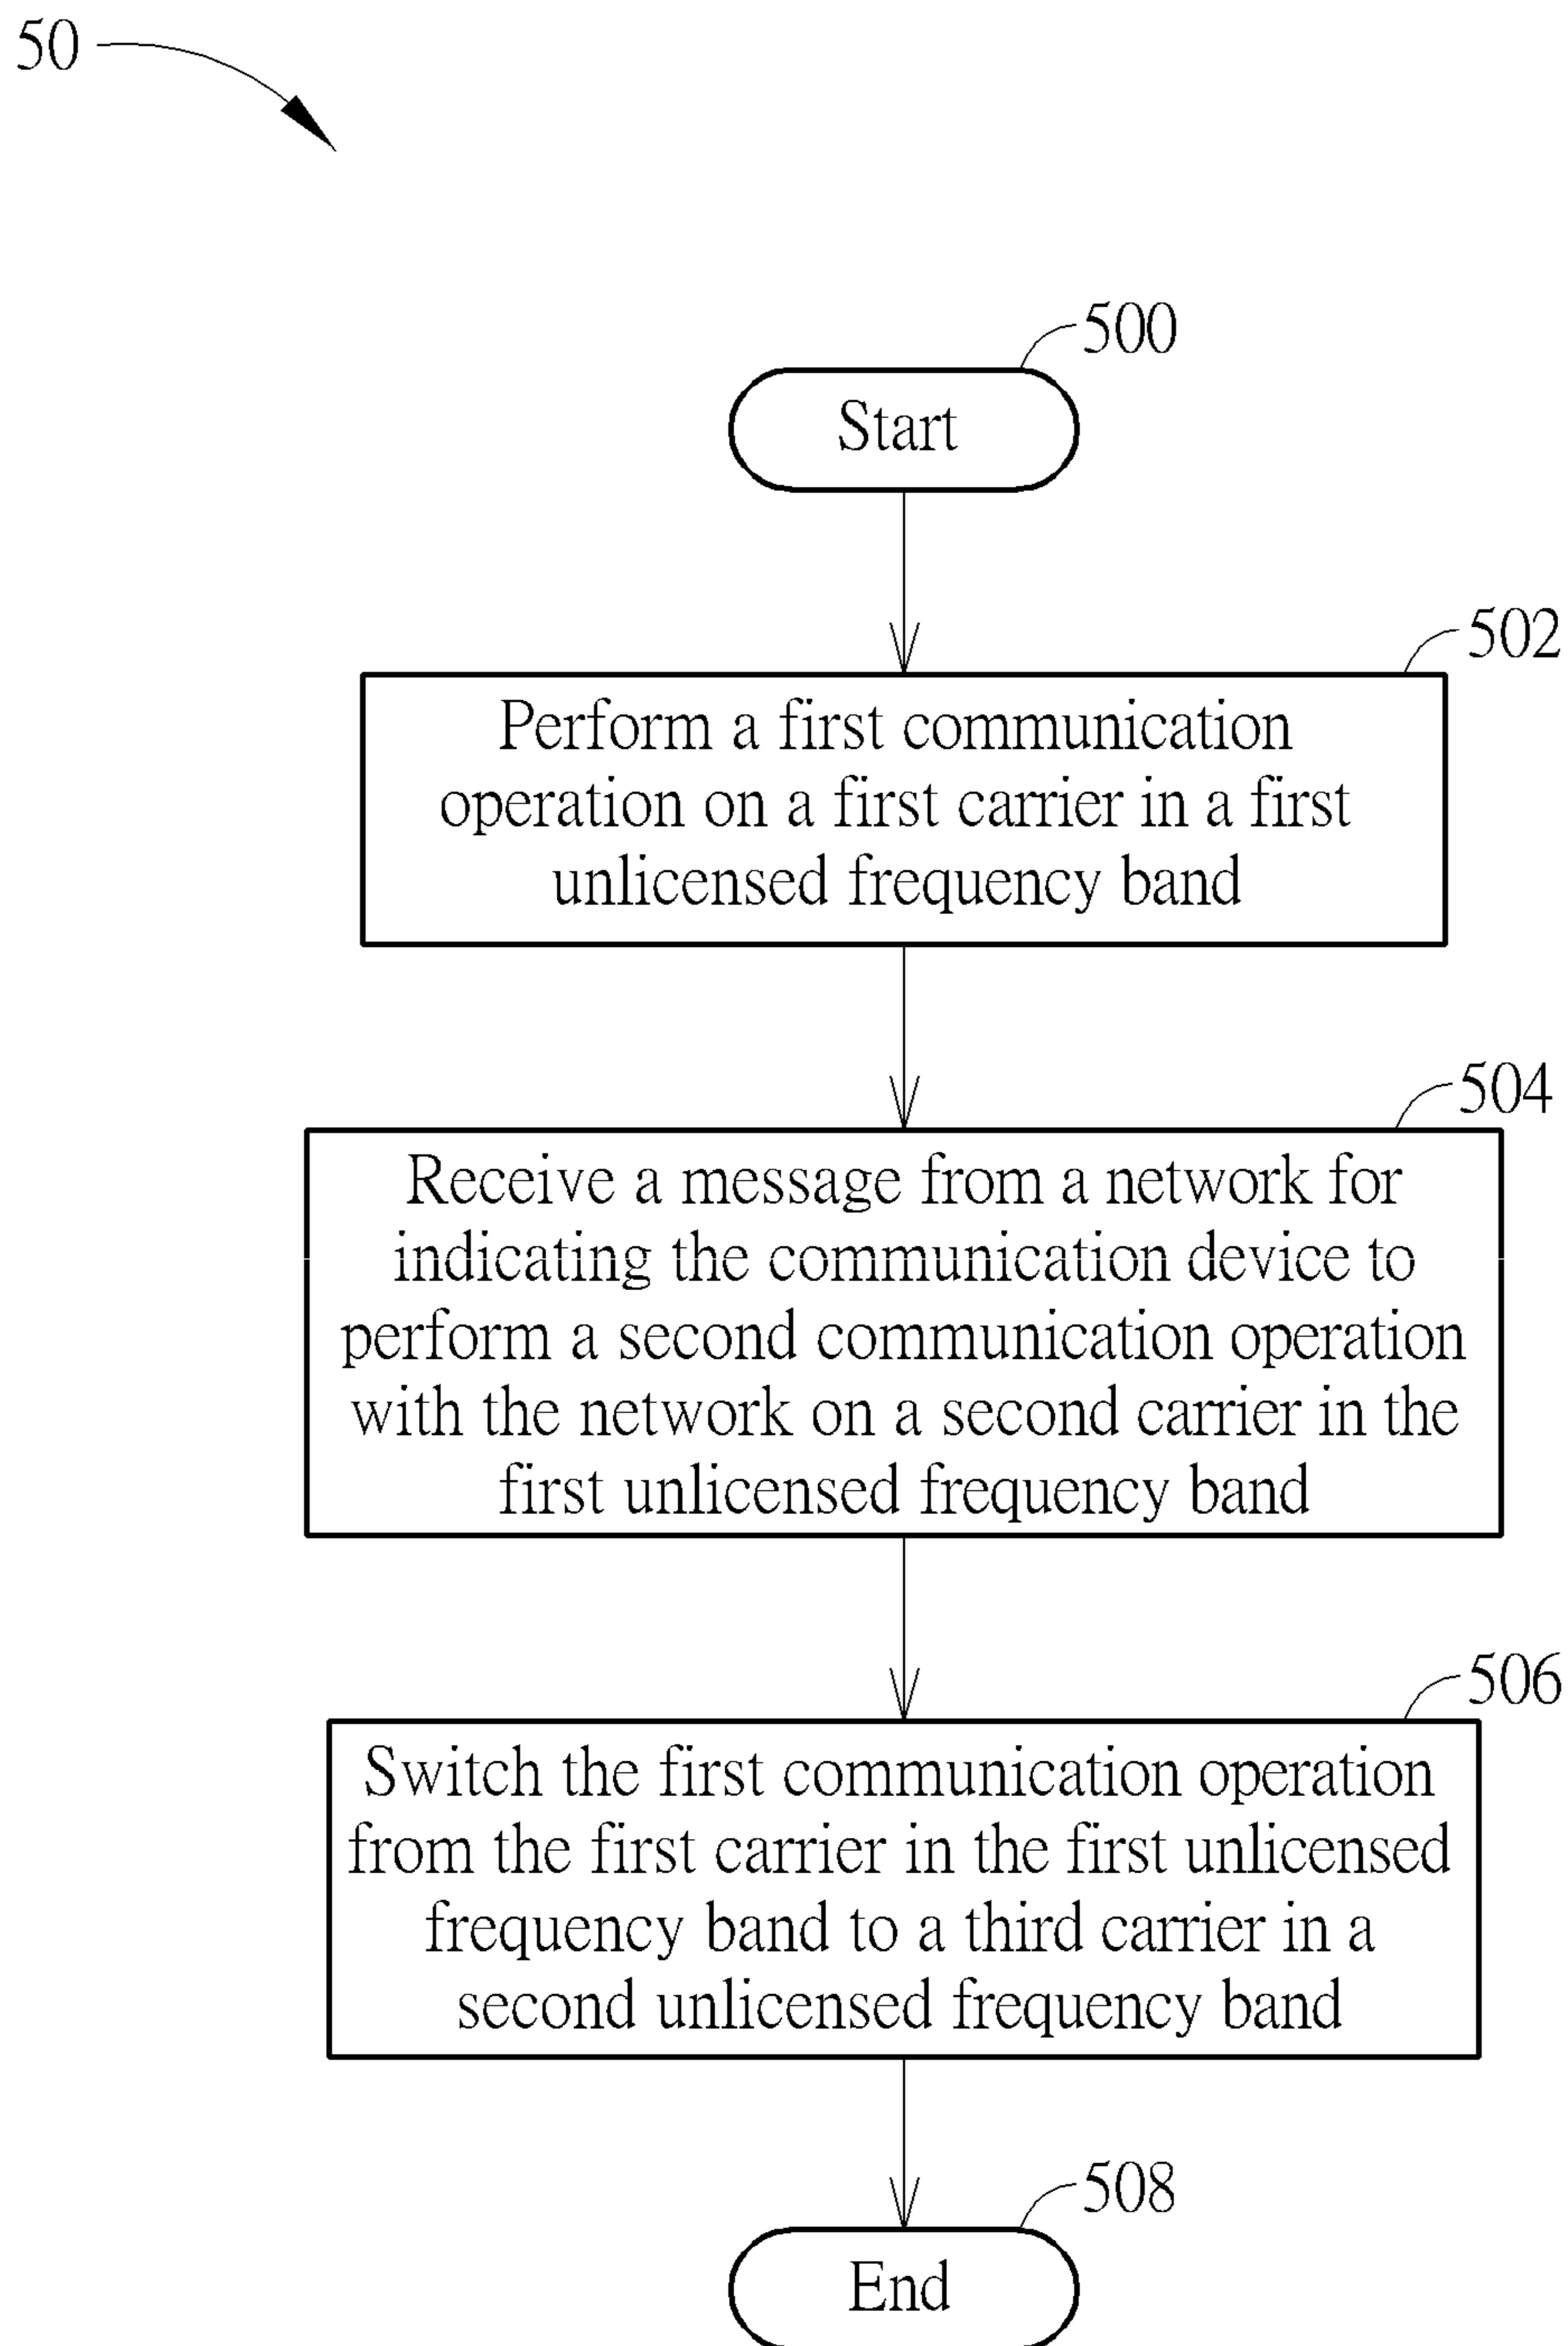 50
500
Start
502
Perform a first communication
operation on a first carrier in a first
unlicensed frequency band
504
Receive a message from a network for
indicating the communication device to
perform a second communication operation
with the network on a second carrier in the
first unlicensed frequency band
506
Switch the first communication operation
from the first carrier in the first unlicensed
frequency band to a third carrier in a
second unlicensed frequency band
508
End